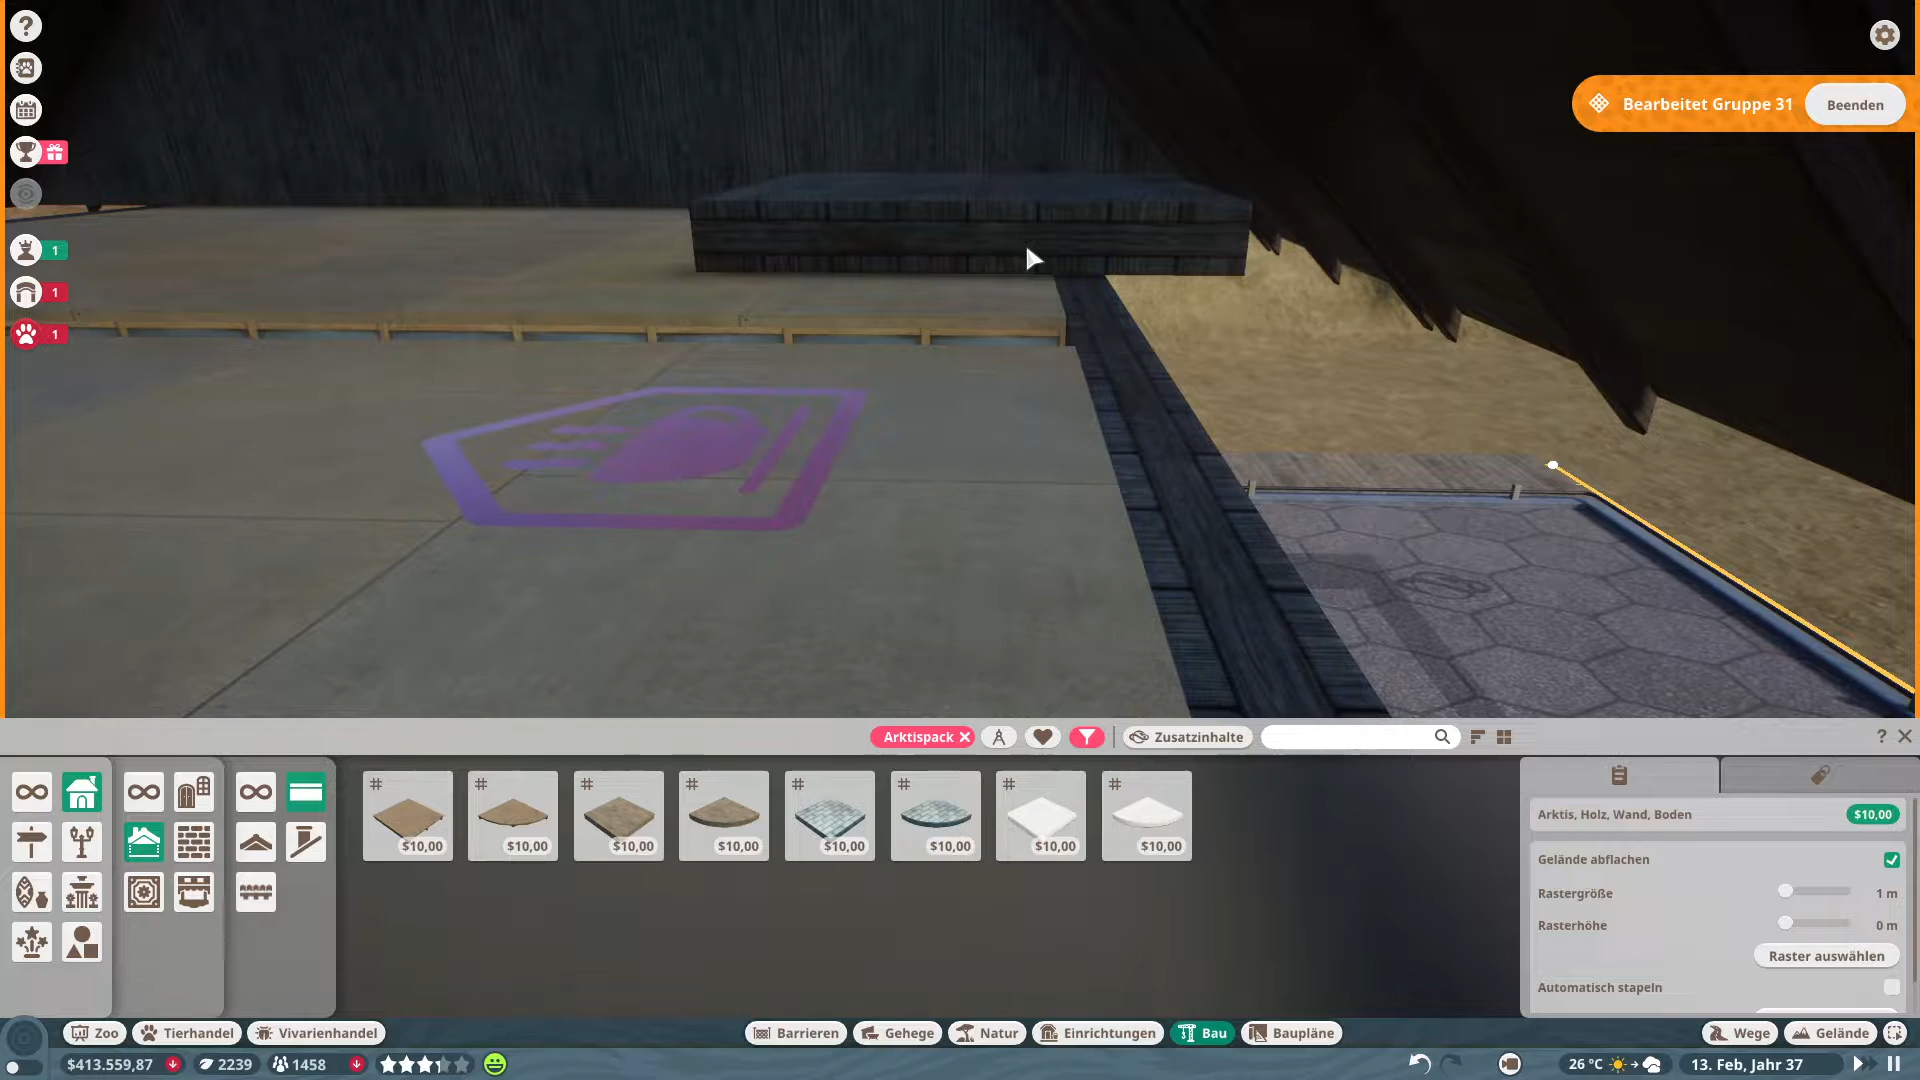 ?
Bearbeitet Gruppe 31
Beenden
1
1
1
Arktispack
Zusatzinhalte
?
$10,00
$10,00
$10,00
$10,00
$10,00
$10,00
$10,00
$10,00
Arktis, Holz, Wand, Boden
$10,00
Gelände abflachen
Rastergröße
1 m
Rasterhöhe
0 m
Raster auswählen
Automatisch stapeln
Zoo
Tierhandel
Vivarienhandel
Barrieren
Gehege
Natur
Einrichtungen
Bau
Baupläne
Wege
Gelände
$413.559,87
2239
1458
26 °C
13. Feb, Jahr 37